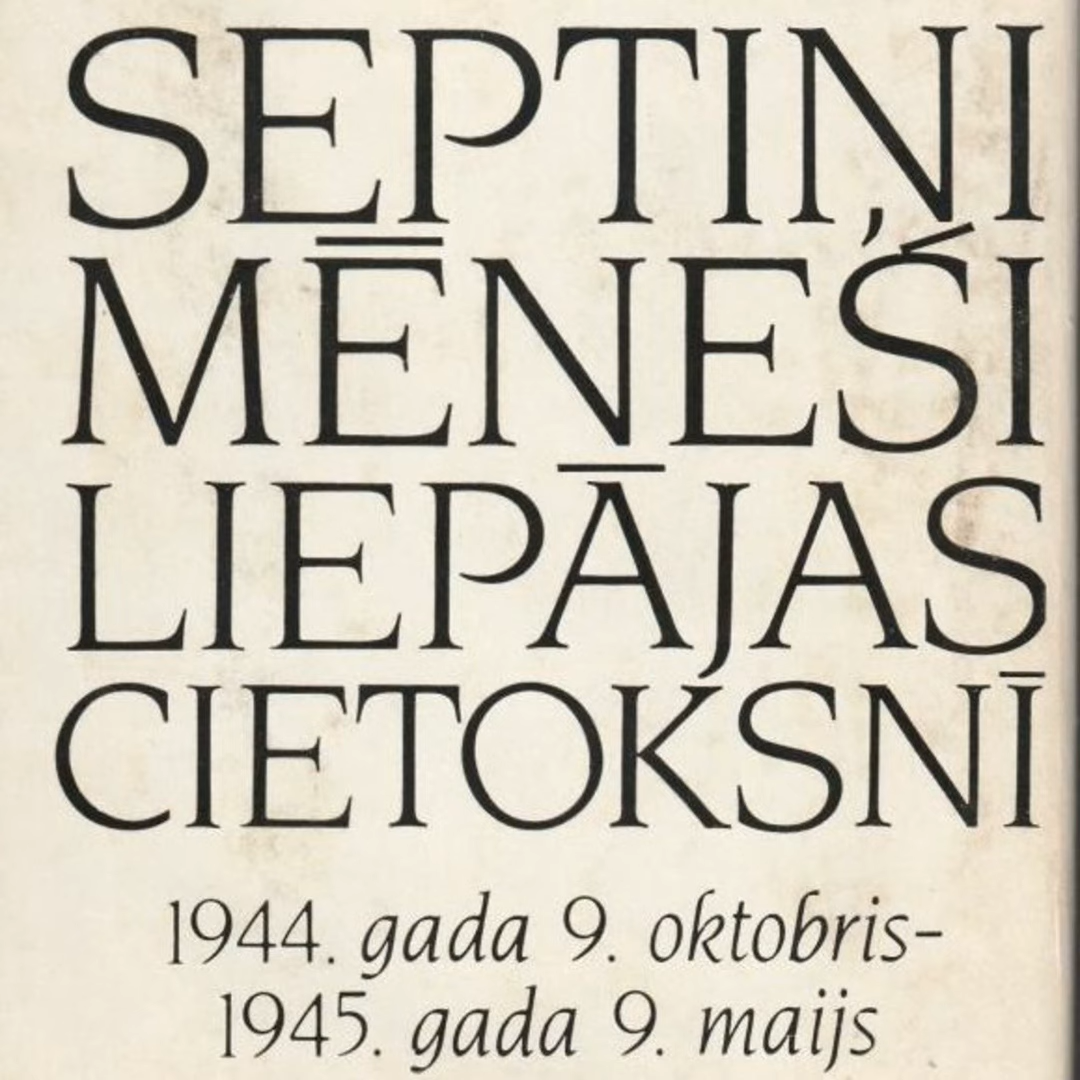 SEPTIŅI
MĒNEŠI
LIEPĀJAS
CIETOKSNĪ
1944. gada 9. oktobris-
1945. gada 9. maijs